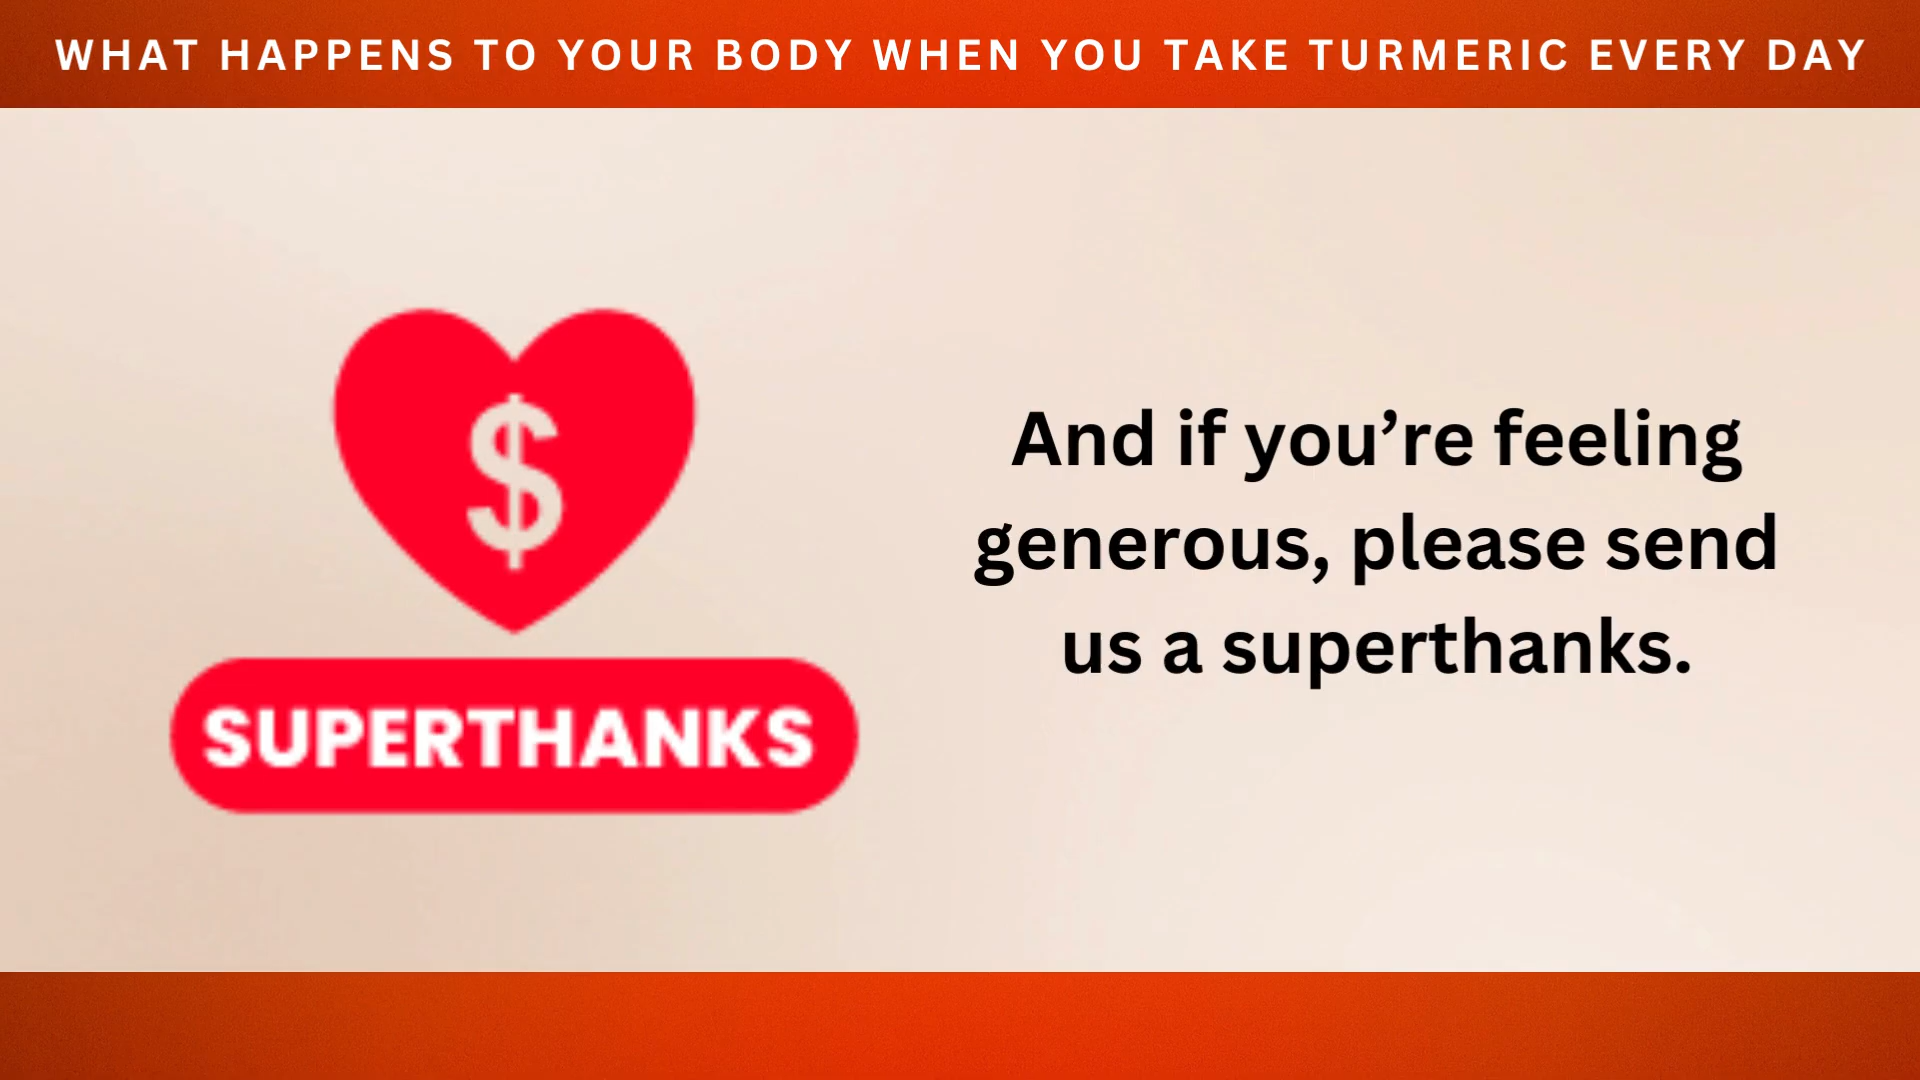 WHAT HAPPENS TO YOUR BODY WHEN YOU TAKE TURMERIC EVERY DAY
$
SUPERTHANKS
And if you’re feeling
generous, please send
us a superthanks.